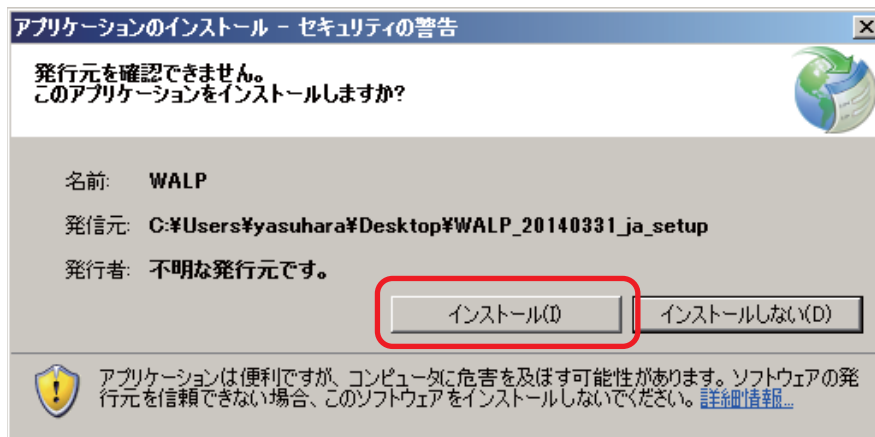 アプリケーションのインストール - セキュリティの警告
発行元を確認できません。
このアプリケーションをインストールしますか?
名前: WALP
発信元: C:¥Users¥yasuhara¥Desktop¥WALP_20140331_ja_setup
発行者: 不明な発行元です。
インストール(I) インストールしない(D)
アプリケーションは便利ですが、コンピュータに危害を及ぼす可能性があります。ソフトウェアの発
行元を信頼できない場合、このソフトウェアをインストールしないでください。詳細情報...